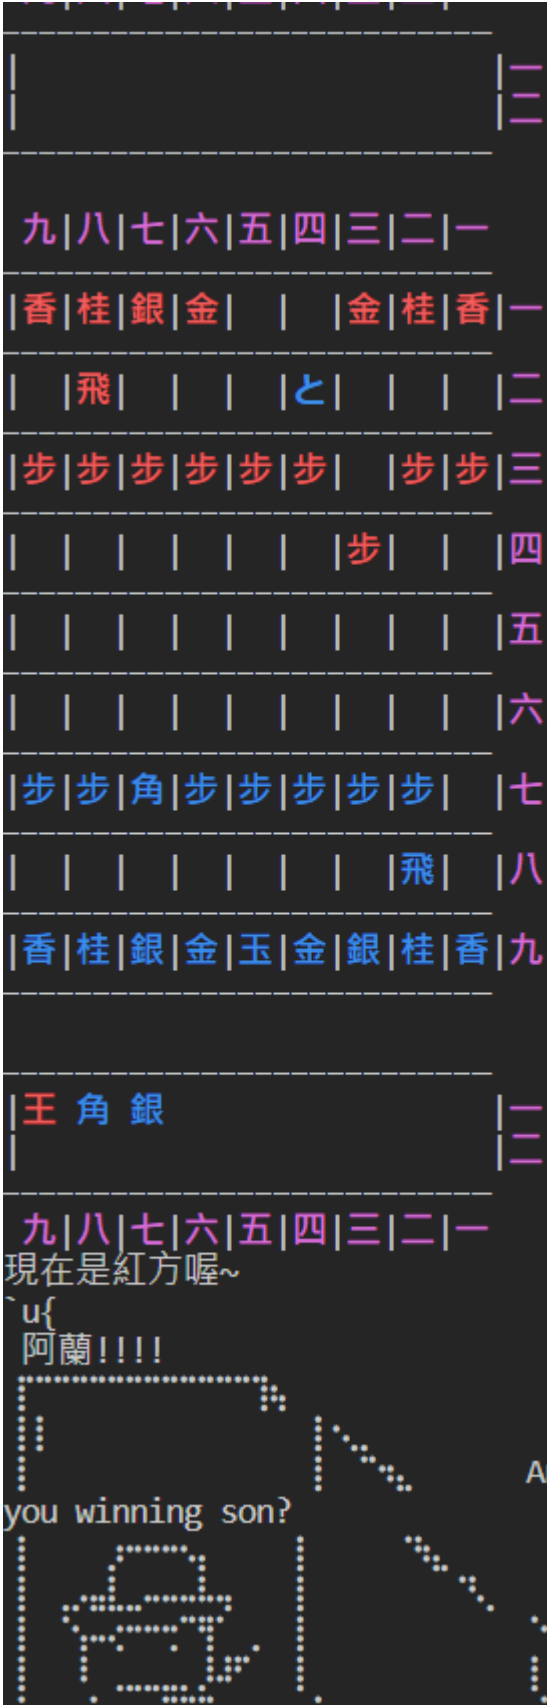 一
二
九|八|七|六|五|四|三|二|一
|香|桂|銀|金| | |金|桂|香|一
| |飛| | | |と| | | |二
|步|步|步|步|步|步| |步|步|三
| | | | | | |步| | |四
| | | | | | | | | |五
| | | | | | | | | |六
|步|步|角|步|步|步|步|步| |七
| | | | | | | |飛| |八
|香|桂|銀|金|玉|金|銀|桂|香|九
|王 角 銀 |一
| |二
九|八|七|六|五|四|三|二|一
現在是紅方喔~
`u{
阿蘭!!!!
you winning son?